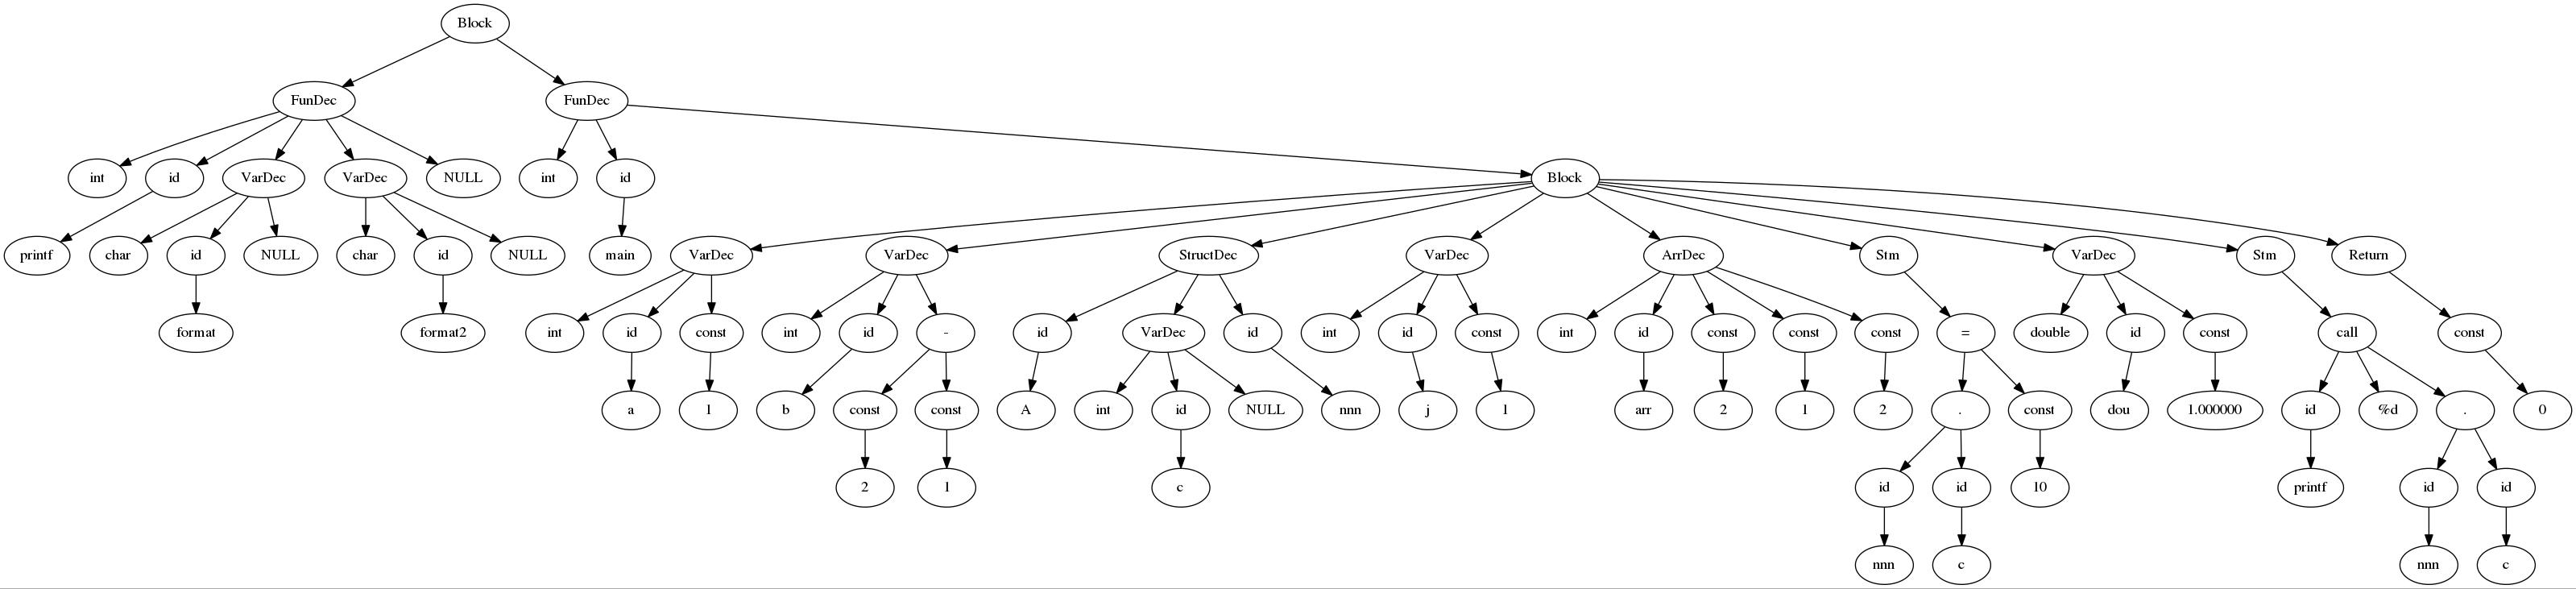 Block
FunDec FunDec
int id VarDec VarDec NULL int id Block
printf char id NULL char id NULL main VarDec VarDec StructDec VarDec ArrDec Stm VarDec Stm Return
format format2 int id const int id - id VarDec id int id const int id const const const = double id const call const
a 1 b const const A int id NULL nnn j 1 arr 2 1 2 . const dou 1.000000 id %d . 0
2 1 c id id 10 printf id id
nnn c nnn c